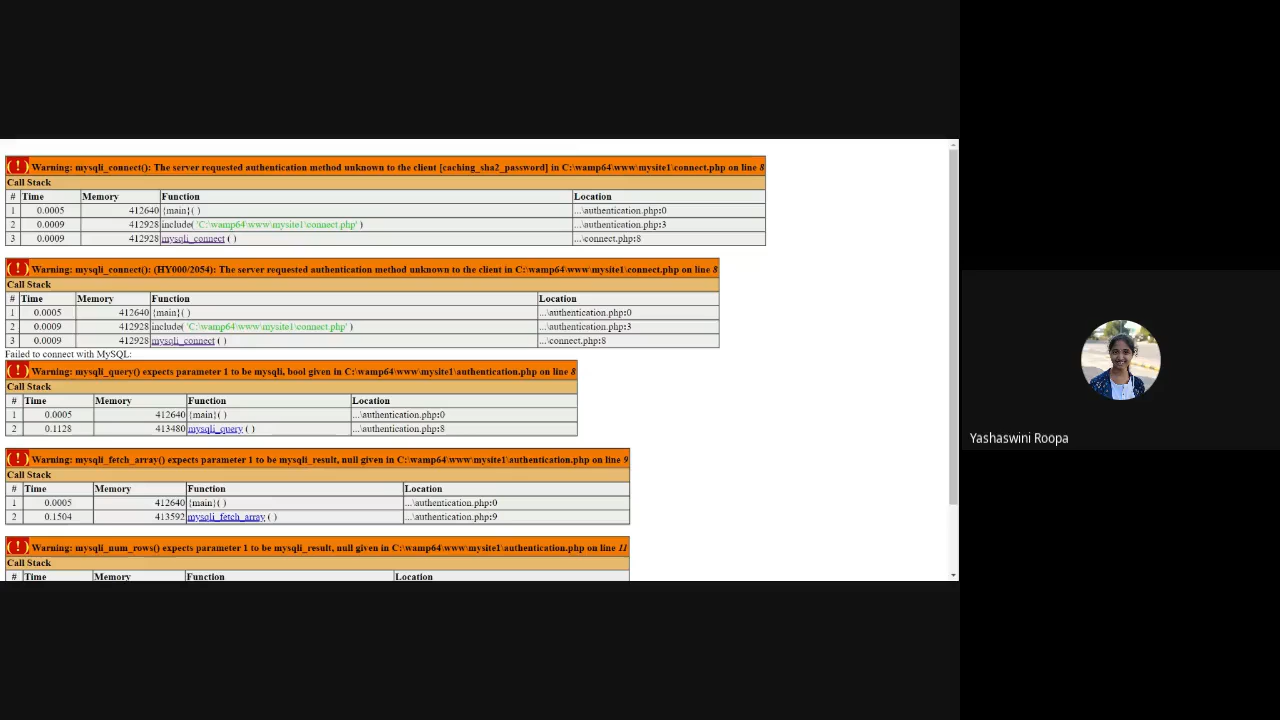 ( ! ) Warning: mysqli_connect(): The server requested authentication method unknown to the client [caching_sha2_password] in C:\wamp64\www\mysite1\connect.php on line 8
Call Stack
# Time Memory Function Location
1 0.0005 412640 {main}( ) ...\authentication.php:0
2 0.0009 412928 include( 'C:\wamp64\www\mysite1\connect.php' ) ...\authentication.php:3
3 0.0009 412928 mysqli_connect ( ) ...\connect.php:8
( ! ) Warning: mysqli_connect(): (HY000/2054): The server requested authentication method unknown to the client in C:\wamp64\www\mysite1\connect.php on line 8
Call Stack
# Time Memory Function Location
1 0.0005 412640 {main}( ) ...\authentication.php:0
2 0.0009 412928 include( 'C:\wamp64\www\mysite1\connect.php' ) ...\authentication.php:3
3 0.0009 412928 mysqli_connect ( ) ...\connect.php:8
Failed to connect with MySQL:
( ! ) Warning: mysqli_query() expects parameter 1 to be mysqli, bool given in C:\wamp64\www\mysite1\authentication.php on line 8
Call Stack
# Time Memory Function Location
1 0.0005 412640 {main}( ) ...\authentication.php:0
2 0.1128 413480 mysqli_query ( ) ...\authentication.php:8
( ! ) Warning: mysqli_fetch_array() expects parameter 1 to be mysqli_result, null given in C:\wamp64\www\mysite1\authentication.php on line 9
Call Stack
# Time Memory Function Location
1 0.0005 412640 {main}( ) ...\authentication.php:0
2 0.1504 413592 mysqli_fetch_array ( ) ...\authentication.php:9
( ! ) Warning: mysqli_num_rows() expects parameter 1 to be mysqli_result, null given in C:\wamp64\www\mysite1\authentication.php on line 11
Call Stack
# Time Memory Function Location
Yashaswini Roopa